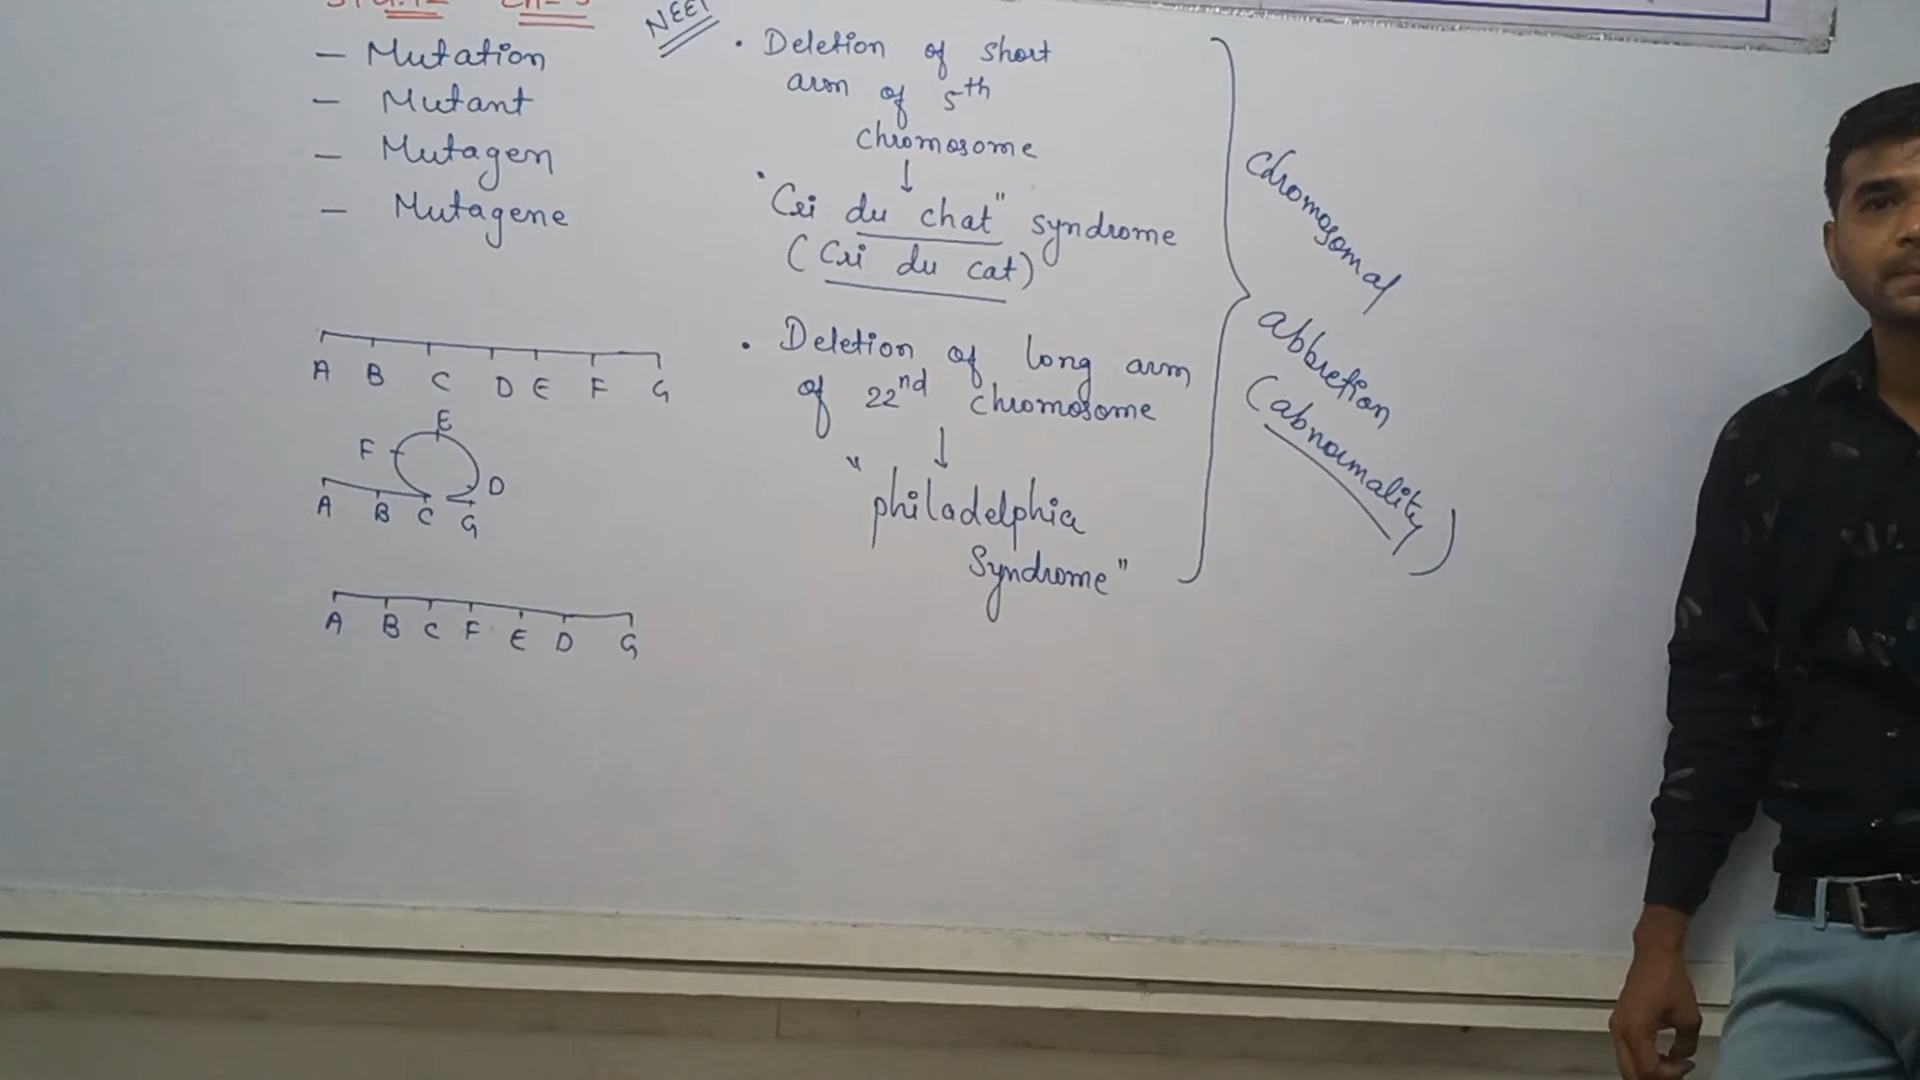 NEET
– Mutation
– Mutant
– Mutagen
– Mutagene
A B C D E F G
E
F
D
A B C G
A B C F E D G
• Deletion of short
arm of 5th
chromosome
↓
"Cri du chat" syndrome
(Cri du cat)
• Deletion of long arm
of 22nd chromosome
↓
"philadelphia
Syndrome"
Chromosomal
abbretion
(abnormality)